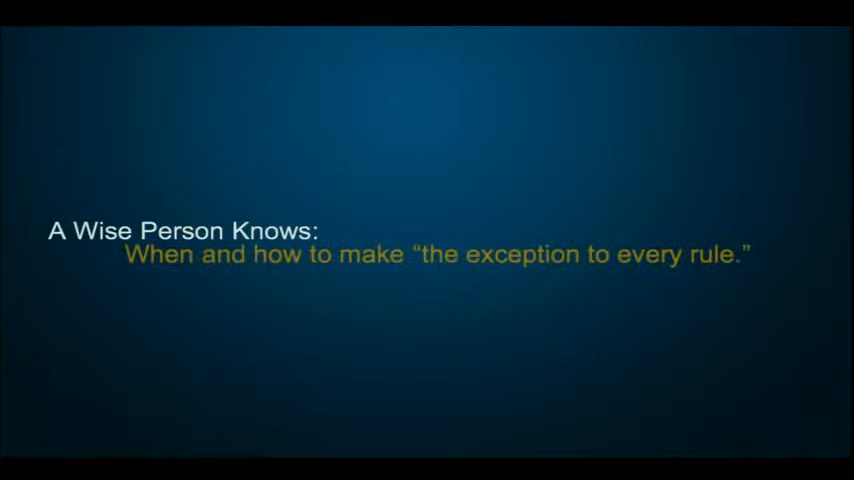 A Wise Person Knows:
When and how to make “the exception to every rule.”